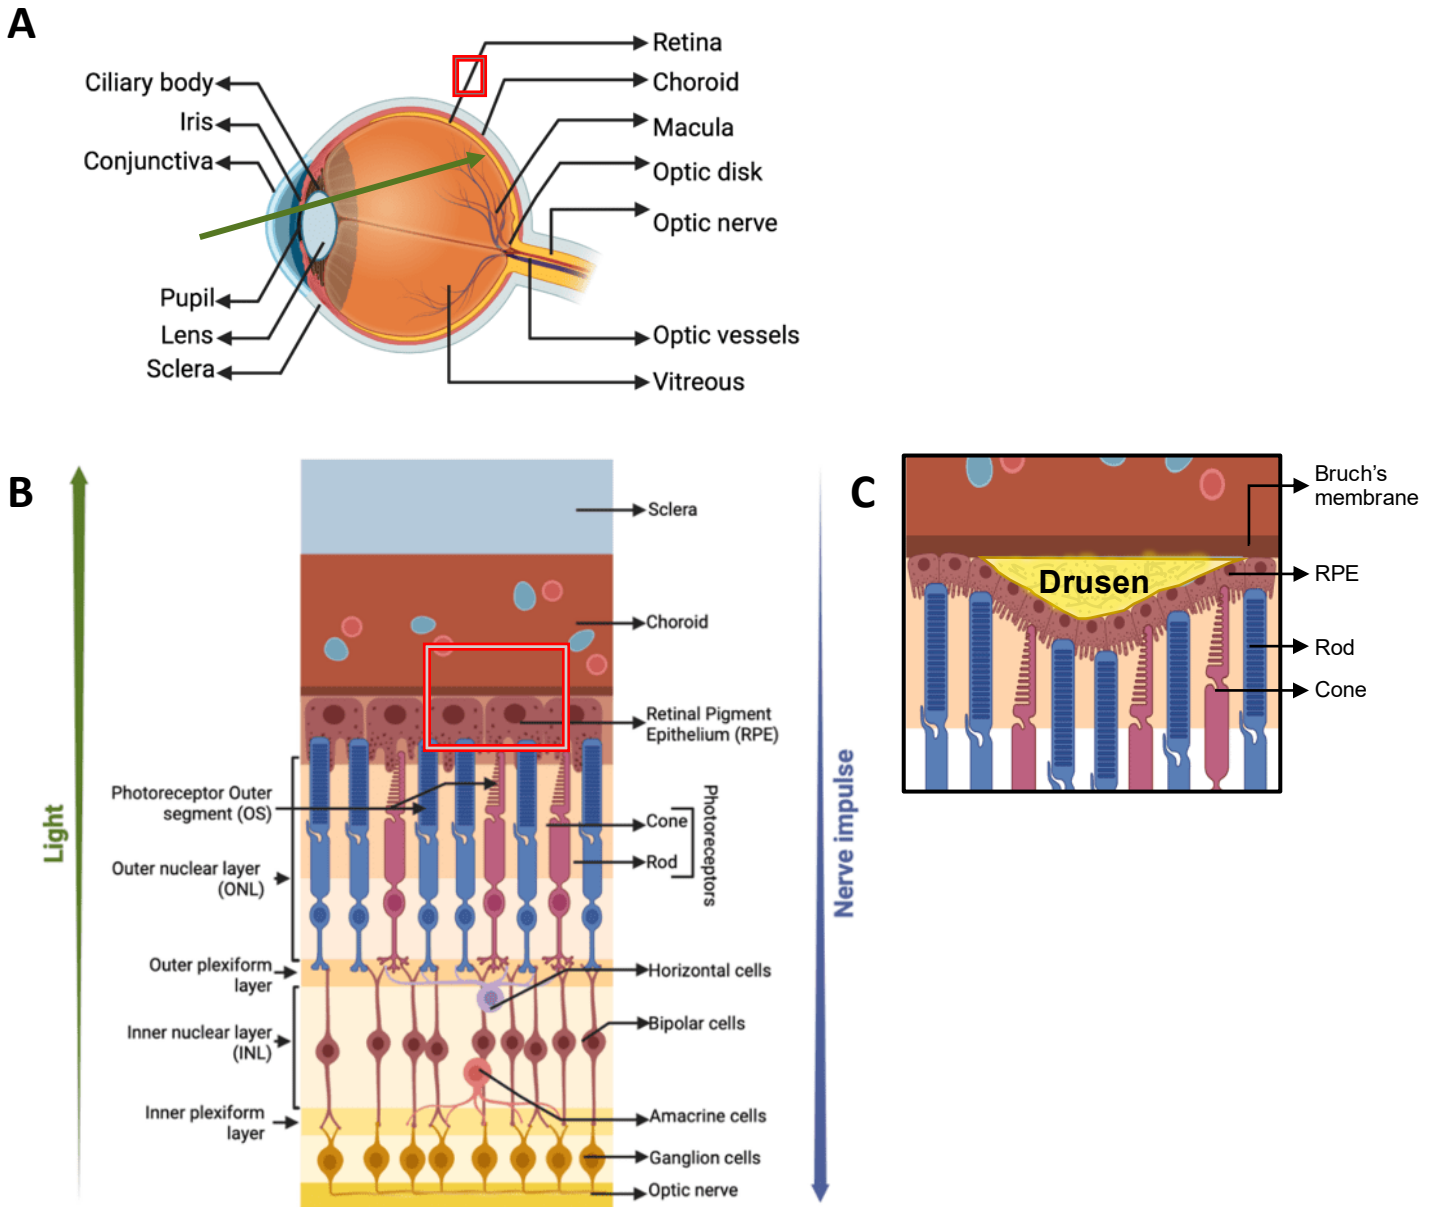 A
Ciliary body
Iris
Conjunctiva
Pupil
Lens
Sclera
Retina
Choroid
Macula
Optic disk
Optic nerve
Optic vessels
Vitreous
B
Light
Photoreceptor Outer
segment (OS)
Outer nuclear layer
(ONL)
Outer plexiform
layer
Inner nuclear layer
(INL)
Inner plexiform
layer
Sclera
Choroid
Retinal Pigment
Epithelium (RPE)
Cone
Rod
Photoreceptors
Horizontal cells
Bipolar cells
Amacrine cells
Ganglion cells
Optic nerve
Nerve impulse
C
Drusen
Bruch’s
membrane
RPE
Rod
Cone